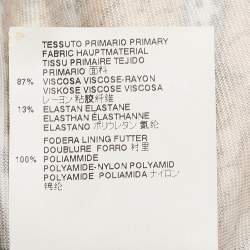 TESSUTO PRIMARIO PRIMARY
FABRIC HAUPTMATERIAL
TISSU PRIMAIRE TEJIDO
PRIMARIO 面料
87% VISCOSA VISCOSE-RAYON
VISKOSE VISCOSE VISCOSA
レーヨン 粘胶纤维
13% ELASTAN ELASTANE
ELASTHAN ÉLASTHANNE
ELASTANO ポリウレタン 氨纶
FODERA LINING FUTTER
DOUBLURE FORRO 衬里
100% POLIAMMIDE
POLYAMIDE-NYLON POLYAMID
POLYAMIDE POLIAMIDA ナイロン
锦纶